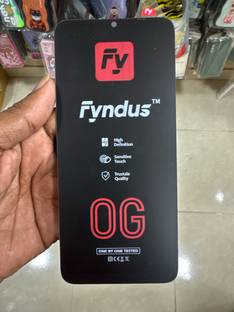 Fy
Fyndus™
High
Definition
Sensitive
Touch
Trustable
Quality
OG
ONE BY ONE TESTED